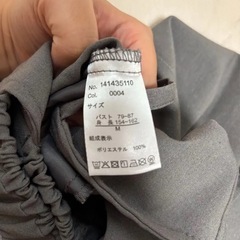 No. 141435110
Col. 0004
サイズ
バスト 79-87
身長 154-162
M
組成表示
ポリエステル 100%